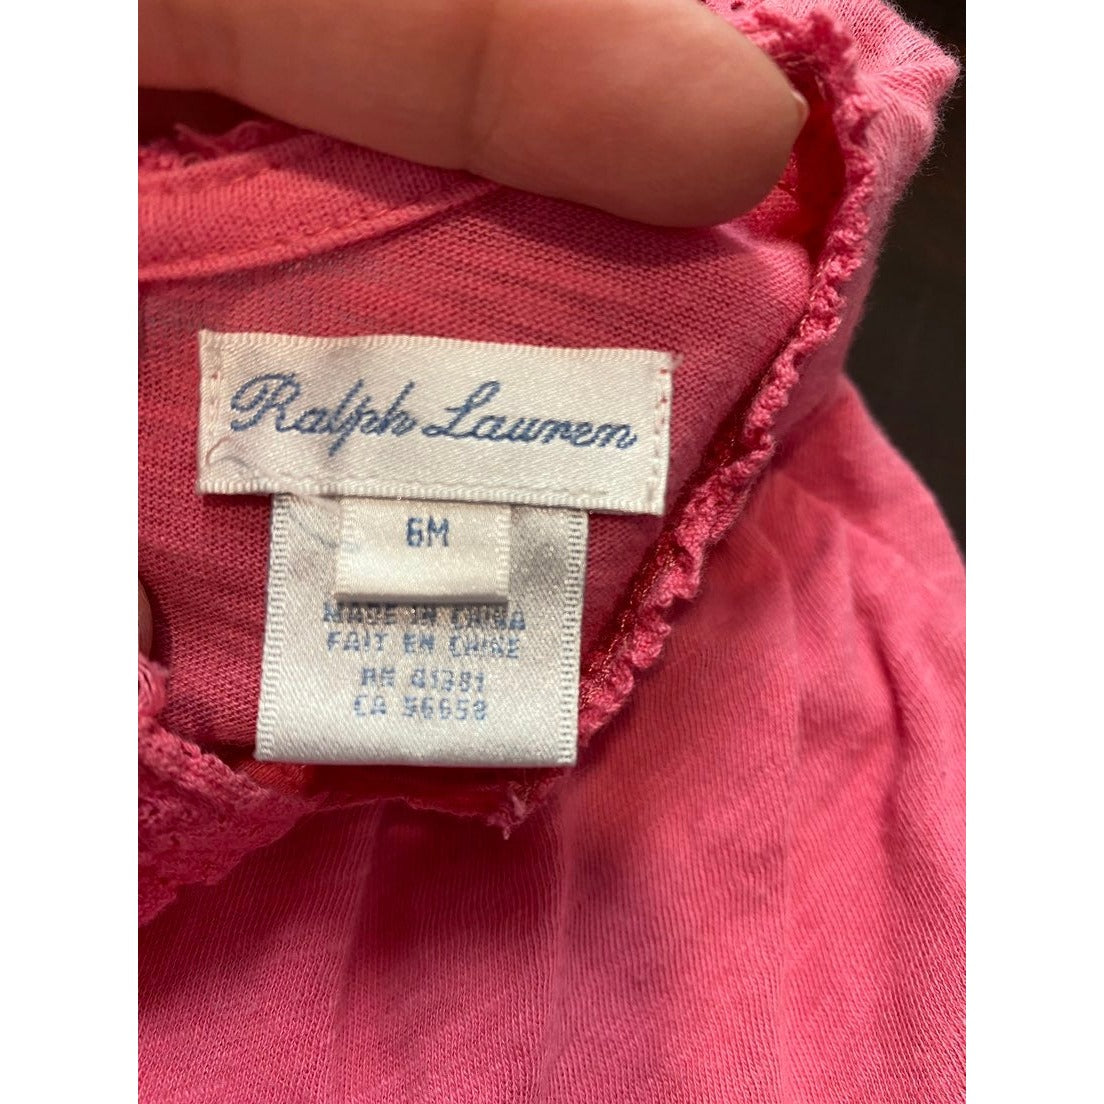 Ralph Lauren
6M
MADE IN CHINA
FAIT EN CHINE
RN 41381
CA 56658